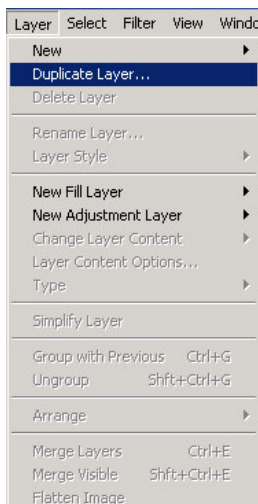 Layer Select Filter View Windo
New
Duplicate Layer...
Delete Layer
Rename Layer...
Layer Style
New Fill Layer
New Adjustment Layer
Change Layer Content
Layer Content Options...
Type
Simplify Layer
Group with Previous Ctrl+G
Ungroup Shft+Ctrl+G
Arrange
Merge Layers Ctrl+E
Merge Visible Shft+Ctrl+E
Flatten Image